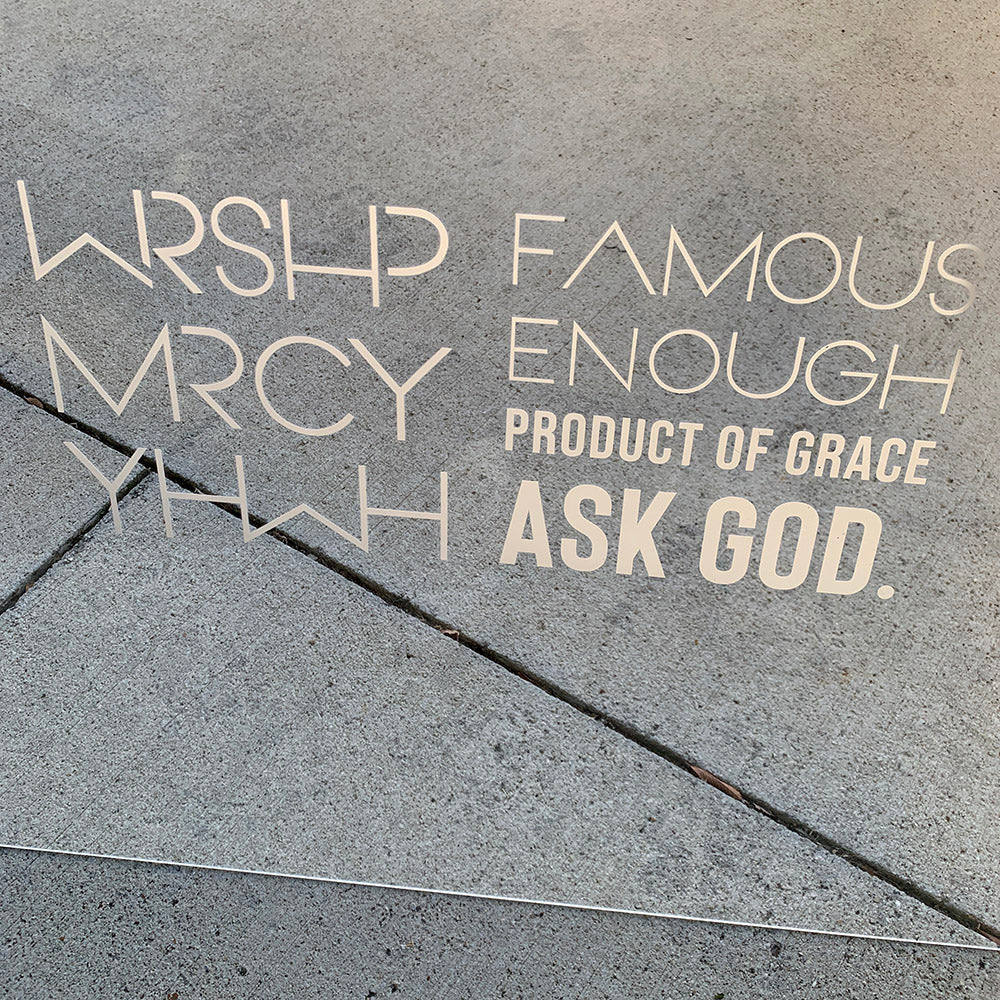 WRSHP
MRCY
YHWH
FAMOUS
ENOUGH
PRODUCT OF GRACE
ASK GOD.